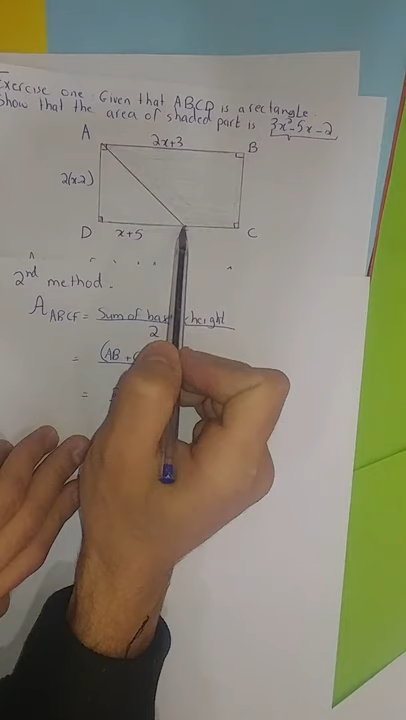 Exercise one: Given that ABCD is a rectangle
Show that the area of shaded part is 3x²-5x-2
A
2x+3
B
2(x-2)
D
x+5
C
2nd method.
A ABCF = Sum of height
2
= (AB +
=